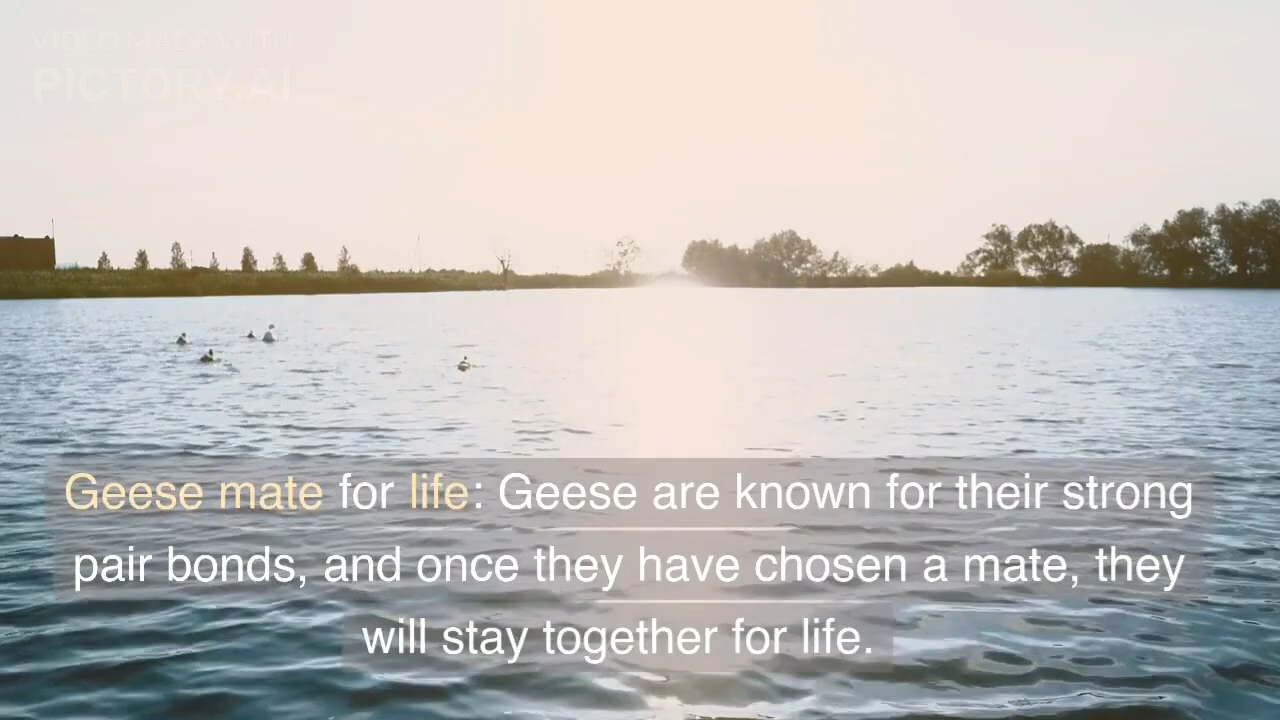 VIDEO MADE WITH
PICTORY.AI
Geese mate for life: Geese are known for their strong
pair bonds, and once they have chosen a mate, they
will stay together for life.